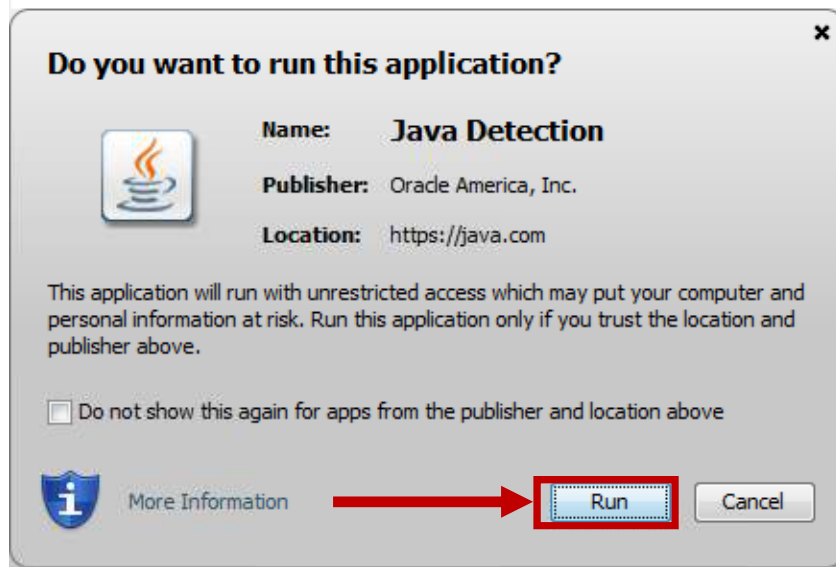 Do you want to run this application?
Name: Java Detection
Publisher: Oracle America, Inc.
Location: https://java.com
This application will run with unrestricted access which may put your computer and
personal information at risk. Run this application only if you trust the location and
publisher above.
Do not show this again for apps from the publisher and location above
More Information Run Cancel